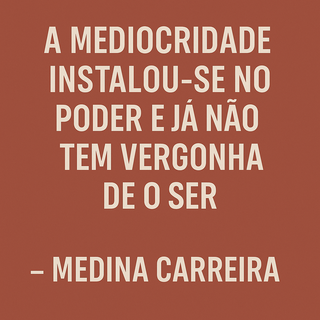 A MEDIOCRIDADE
INSTALOU-SE NO
PODER E JÁ NÃO
TEM VERGONHA
DE O SER
– MEDINA CARREIRA